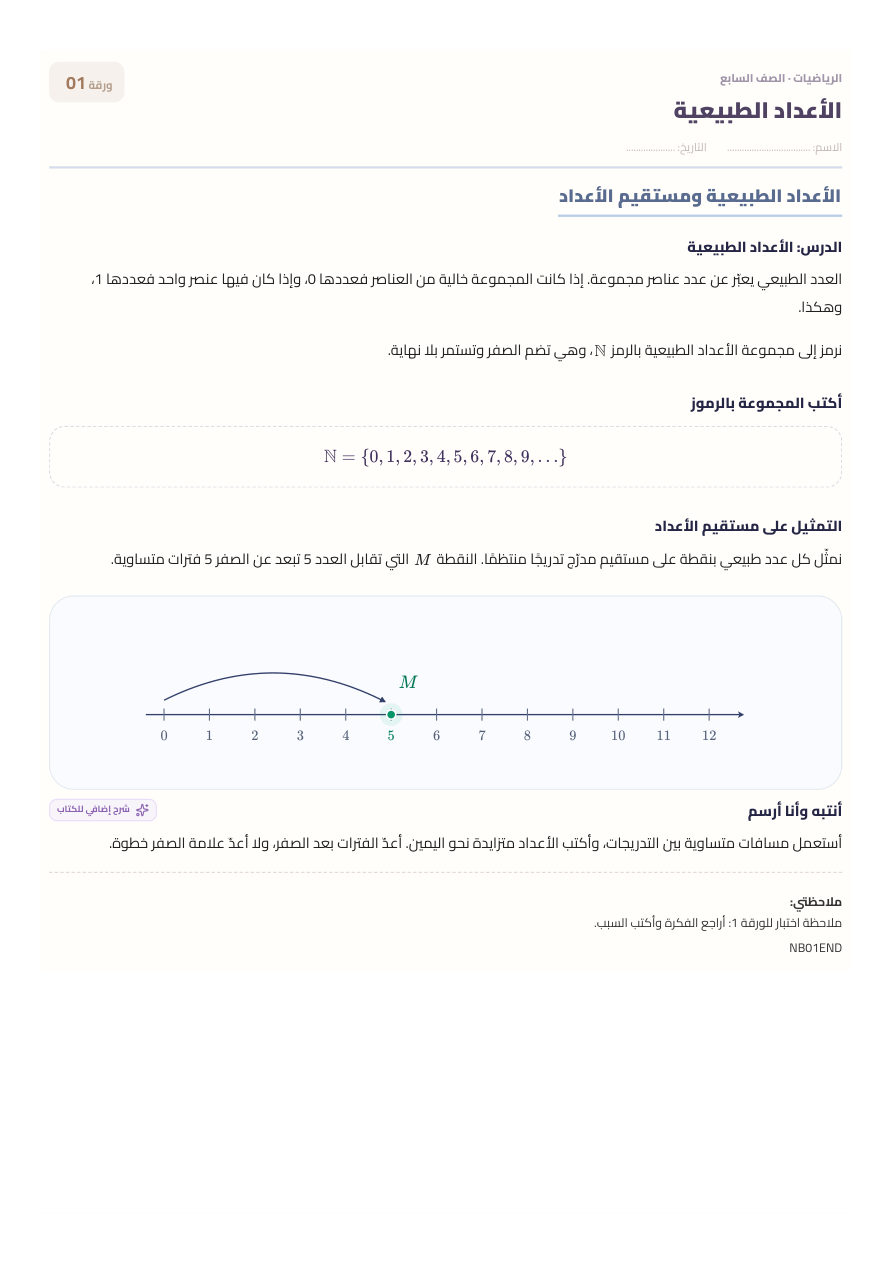 الرياضيات · الصف السابع
ورقة 01
الأعداد الطبيعية
الاسم: .................................. التاريخ: ....................
الأعداد الطبيعية ومستقيم الأعداد
الدرس: الأعداد الطبيعية
العدد الطبيعي يعبّر عن عدد عناصر مجموعة. إذا كانت المجموعة خالية من العناصر فعددها 0، وإذا كان فيها عنصر واحد فعددها 1،
وهكذا.
نرمز إلى مجموعة الأعداد الطبيعية بالرمز ℕ، وهي تضم الصفر وتستمر بلا نهاية.
أكتب المجموعة بالرموز
ℕ = {0, 1, 2, 3, 4, 5, 6, 7, 8, 9, . . .}
التمثيل على مستقيم الأعداد
نمثّل كل عدد طبيعي بنقطة على مستقيم مدرّج تدريجًا منتظمًا. النقطة M التي تقابل العدد 5 تبعد عن الصفر 5 فترات متساوية.
M
0 1 2 3 4 5 6 7 8 9 10 11 12
أنتبه وأنا أرسم
شرح إضافي للكتاب
أستعمل مسافات متساوية بين التدريجات، وأكتب الأعداد متزايدة نحو اليمين. أعدّ الفترات بعد الصفر، ولا أعدّ علامة الصفر خطوة.
ملاحظتي:
ملاحظة اختبار للورقة 1: أراجع الفكرة وأكتب السبب.
NB01END